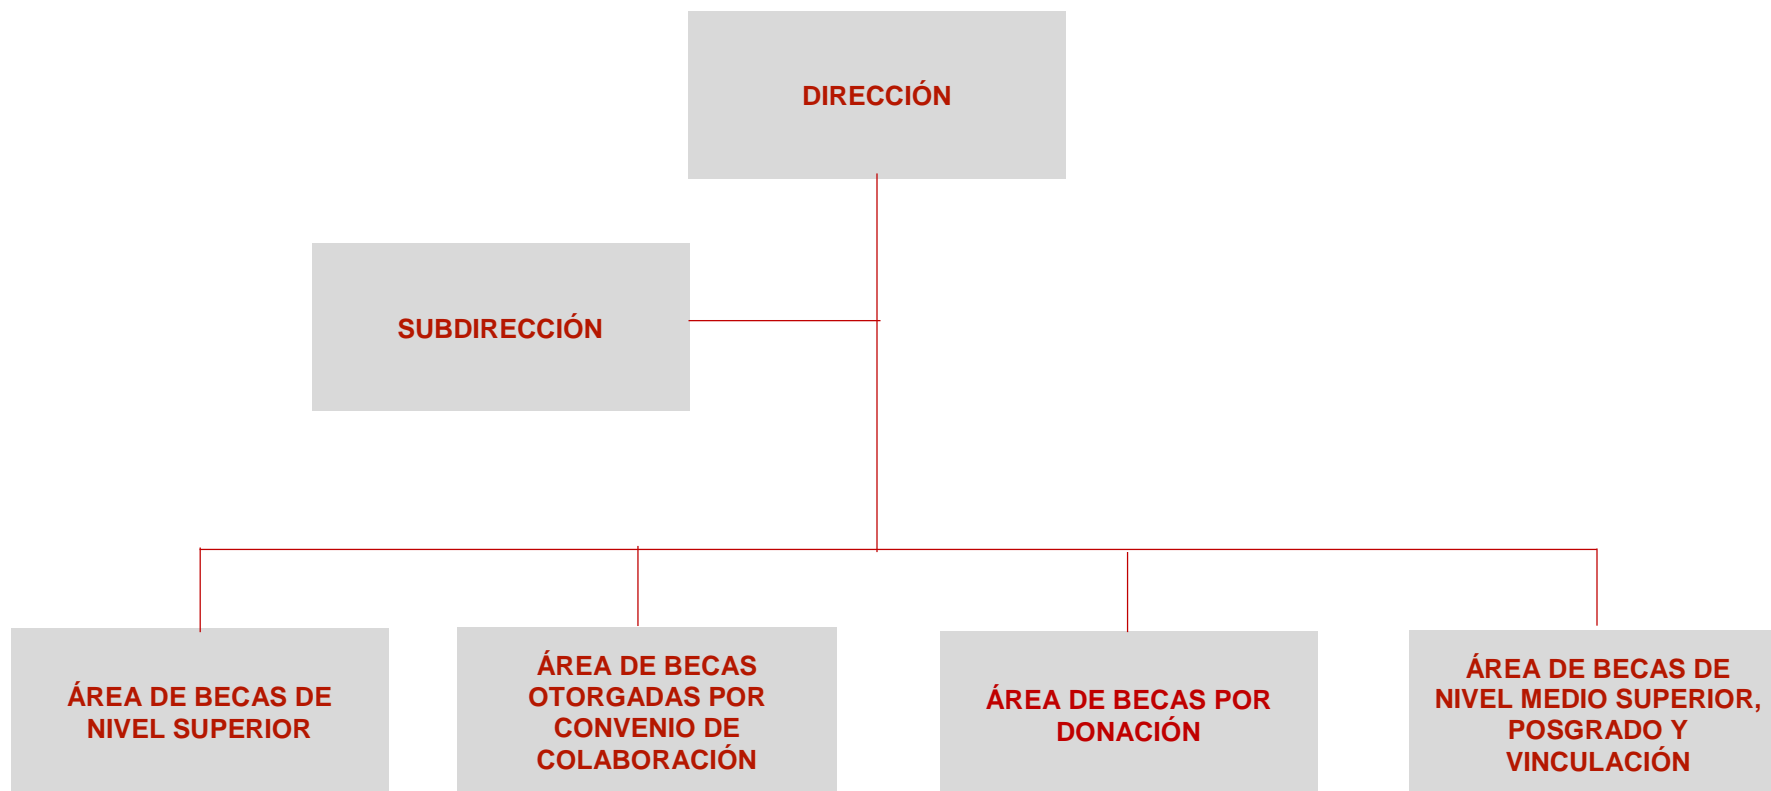 DIRECCIÓN
SUBDIRECCIÓN
ÁREA DE BECAS DE
NIVEL SUPERIOR
ÁREA DE BECAS
OTORGADAS POR
CONVENIO DE
COLABORACIÓN
ÁREA DE BECAS POR
DONACIÓN
ÁREA DE BECAS DE
NIVEL MEDIO SUPERIOR,
POSGRADO Y
VINCULACIÓN